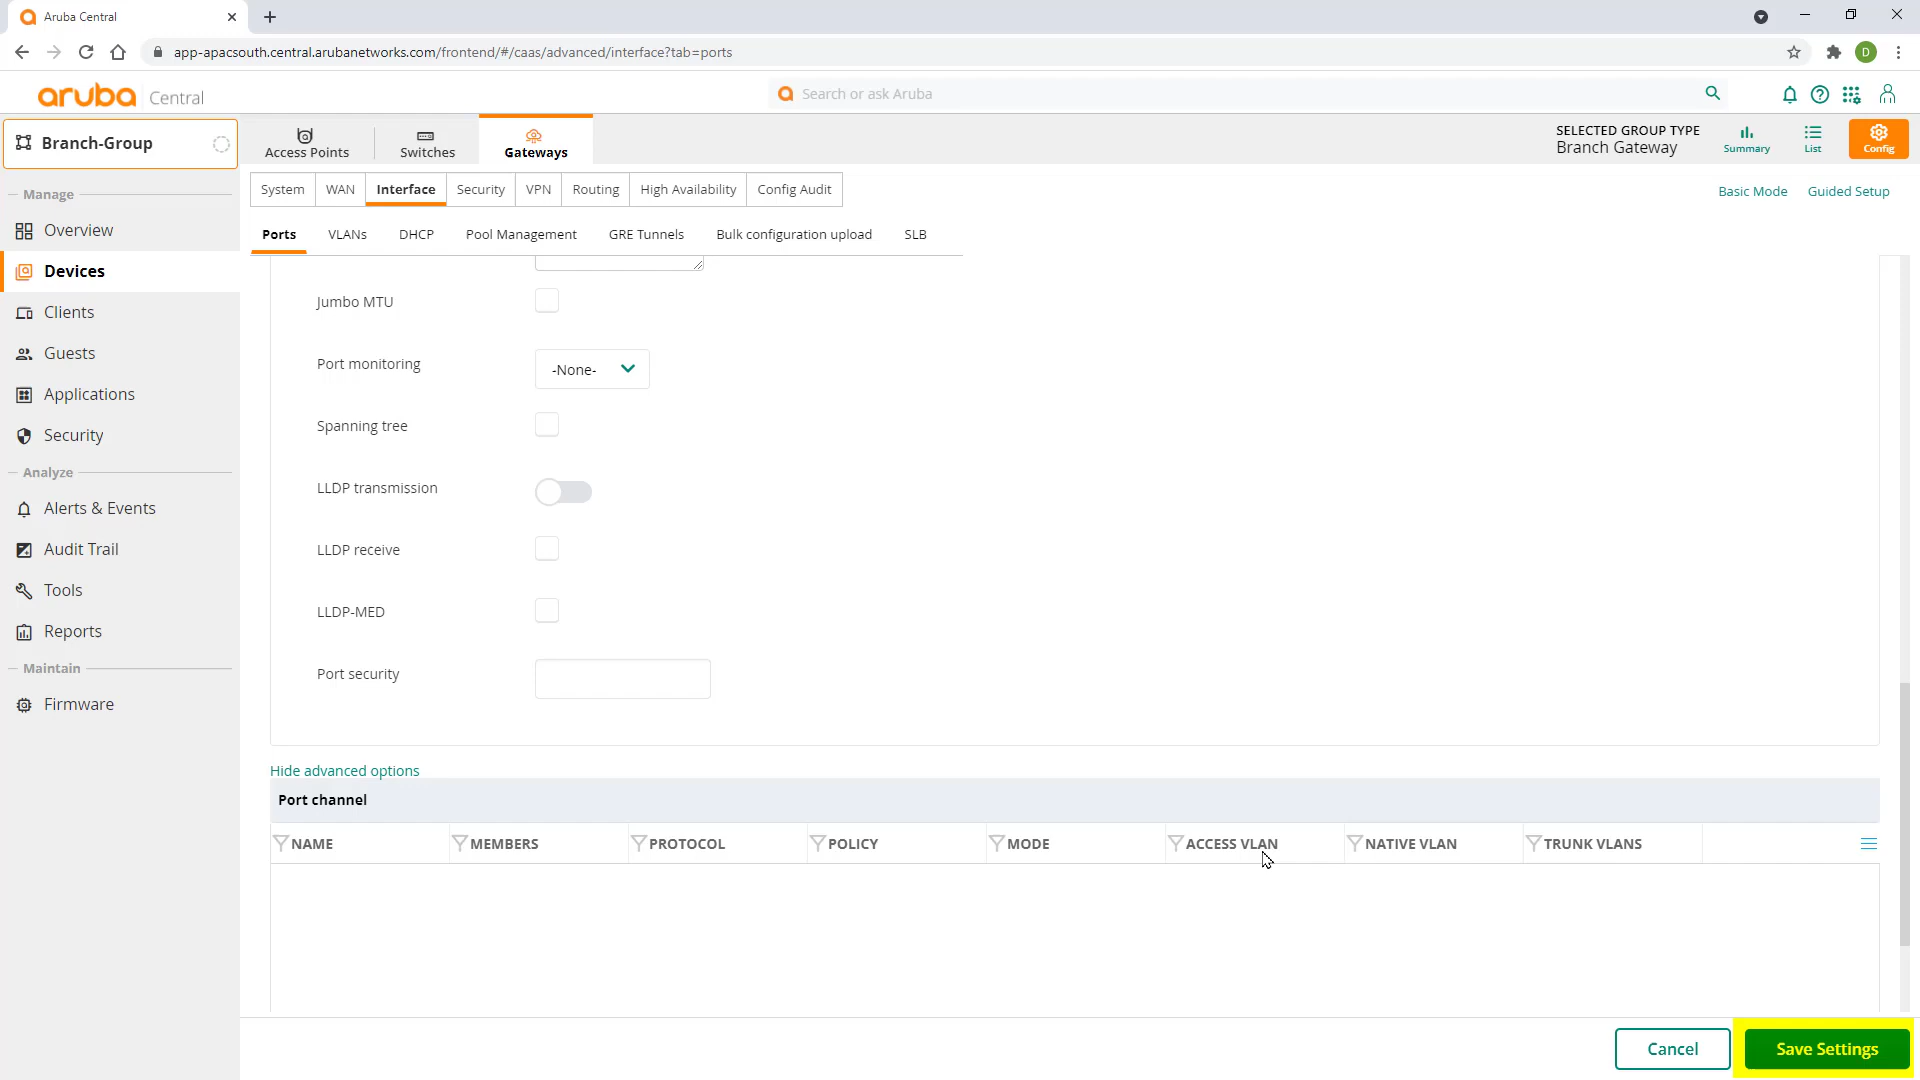 Aruba Central
app-apacsouth.central.arubanetworks.com/frontend/#/caas/advanced/interface?tab=ports
D
aruba Central
Search or ask Aruba
Branch-Group
Access Points
Switches
Gateways
SELECTED GROUP TYPE
Branch Gateway
Summary
List
Config
Manage
Overview
Devices
Clients
Guests
Applications
Security
Analyze
Alerts & Events
Audit Trail
Tools
Reports
Maintain
Firmware
System
WAN
Interface
Security
VPN
Routing
High Availability
Config Audit
Basic Mode
Guided Setup
Ports
VLANs
DHCP
Pool Management
GRE Tunnels
Bulk configuration upload
SLB
Jumbo MTU
Port monitoring
-None-
Spanning tree
LLDP transmission
LLDP receive
LLDP-MED
Port security
Hide advanced options
Port channel
NAME
MEMBERS
PROTOCOL
POLICY
MODE
ACCESS VLAN
NATIVE VLAN
TRUNK VLANS
Cancel
Save Settings